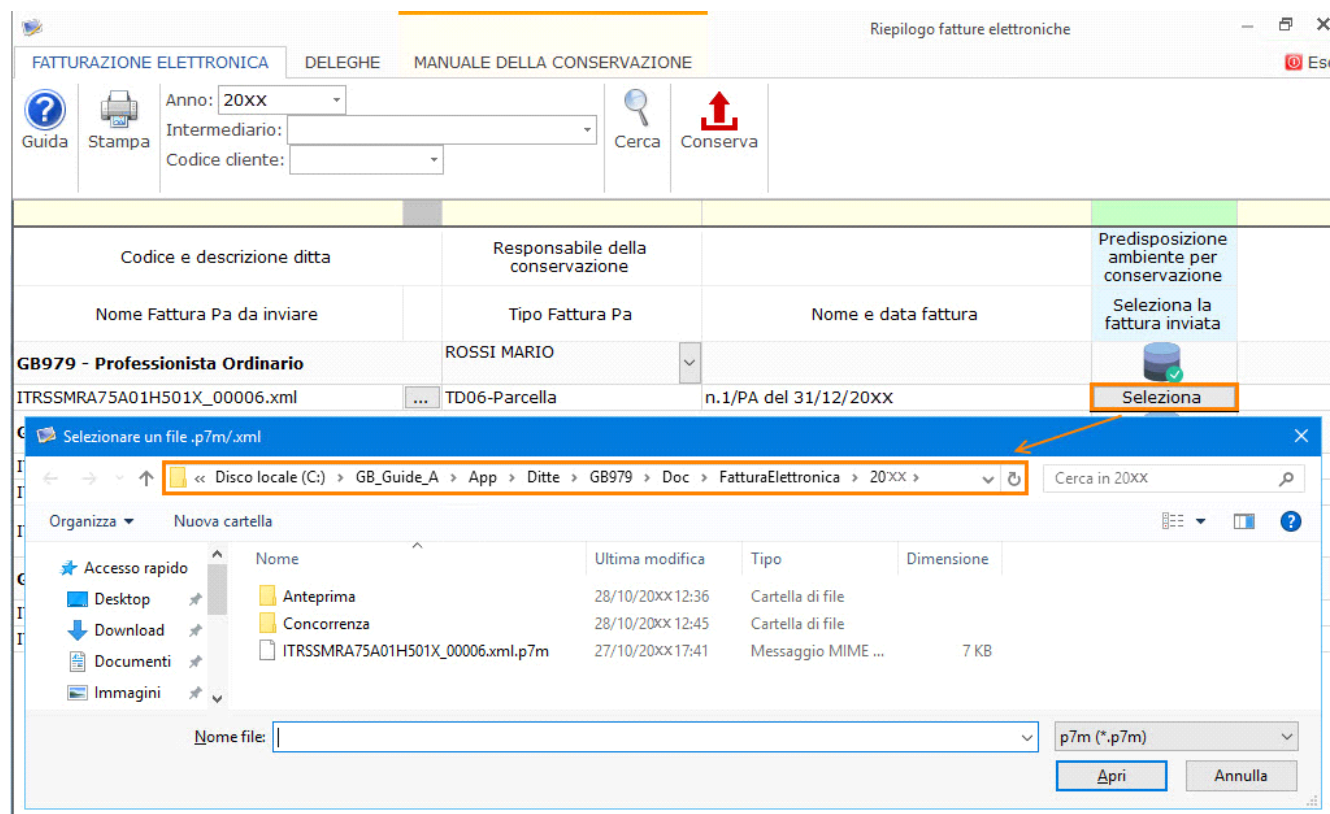 Riepilogo fatture elettroniche
FATTURAZIONE ELETTRONICA DELEGHE MANUALE DELLA CONSERVAZIONE
Guida
Stampa
Anno: 20XX
Intermediario:
Codice cliente:
Cerca
Conserva
Codice e descrizione ditta
Responsabile della
conservazione
Predisposizione
ambiente per
conservazione
Nome Fattura Pa da inviare
Tipo Fattura Pa
Nome e data fattura
Seleziona la
fattura inviata
GB979 - Professionista Ordinario
ROSSI MARIO
ITRSSMRA75A01H501X_00006.xml ... TD06-Parcella n.1/PA del 31/12/20XX Seleziona
Selezionare un file .p7m/.xml
« Disco locale (C:) > GB_Guide_A > App > Ditte > GB979 > Doc > FatturaElettronica > 20XX >
Cerca in 20XX
Organizza Nuova cartella
Accesso rapido
Desktop
Download
Documenti
Immagini
Nome Ultima modifica Tipo Dimensione
Anteprima 28/10/20XX 12:36 Cartella di file
Concorrenza 28/10/20XX 12:45 Cartella di file
ITRSSMRA75A01H501X_00006.xml.p7m 27/10/20XX 17:41 Messaggio MIME ... 7 KB
Nome file:
p7m (*.p7m)
Apri Annulla